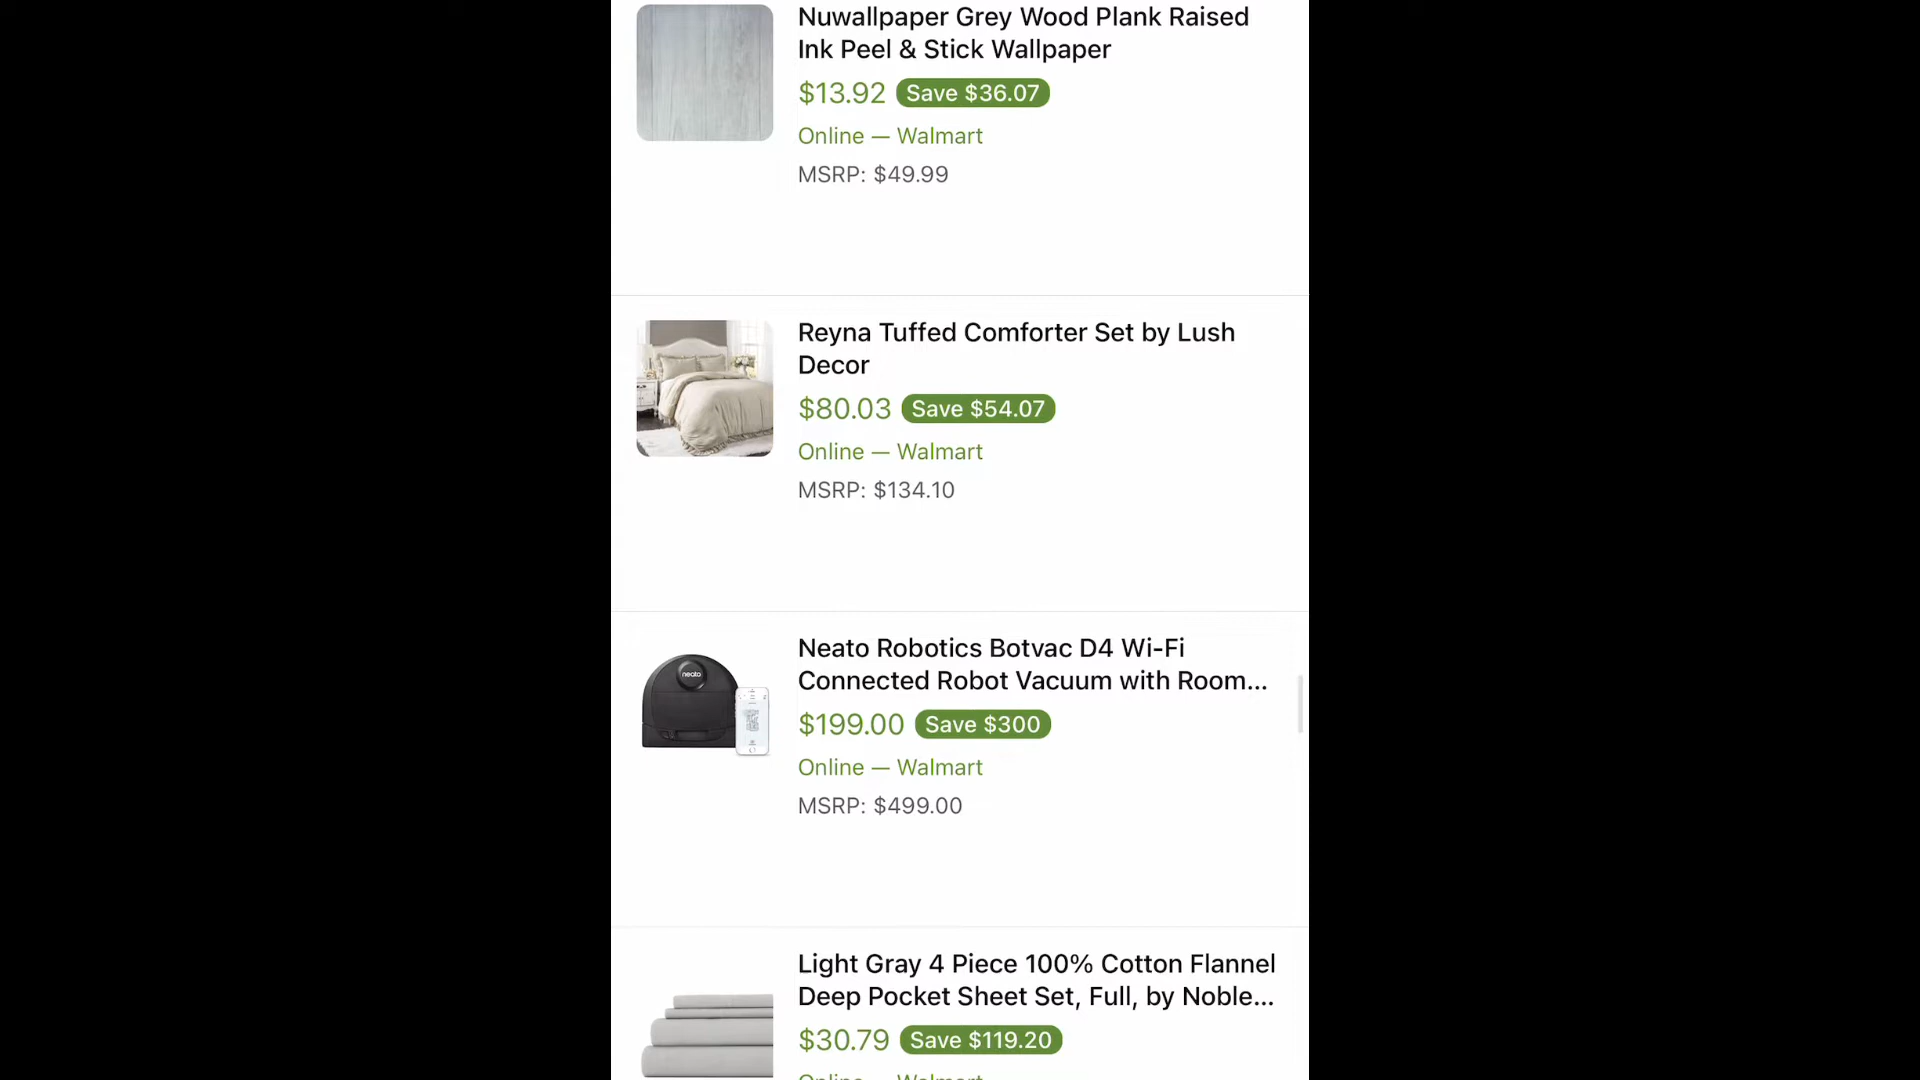 Nuwallpaper Grey Wood Plank Raised
Ink Peel & Stick Wallpaper
$13.92 Save $36.07
Online — Walmart
MSRP: $49.99
Reyna Tuffed Comforter Set by Lush
Decor
$80.03 Save $54.07
Online — Walmart
MSRP: $134.10
neato
Neato Robotics Botvac D4 Wi-Fi
Connected Robot Vacuum with Room...
$199.00 Save $300
Online — Walmart
MSRP: $499.00
Light Gray 4 Piece 100% Cotton Flannel
Deep Pocket Sheet Set, Full, by Noble...
$30.79 Save $119.20
Online — Walmart